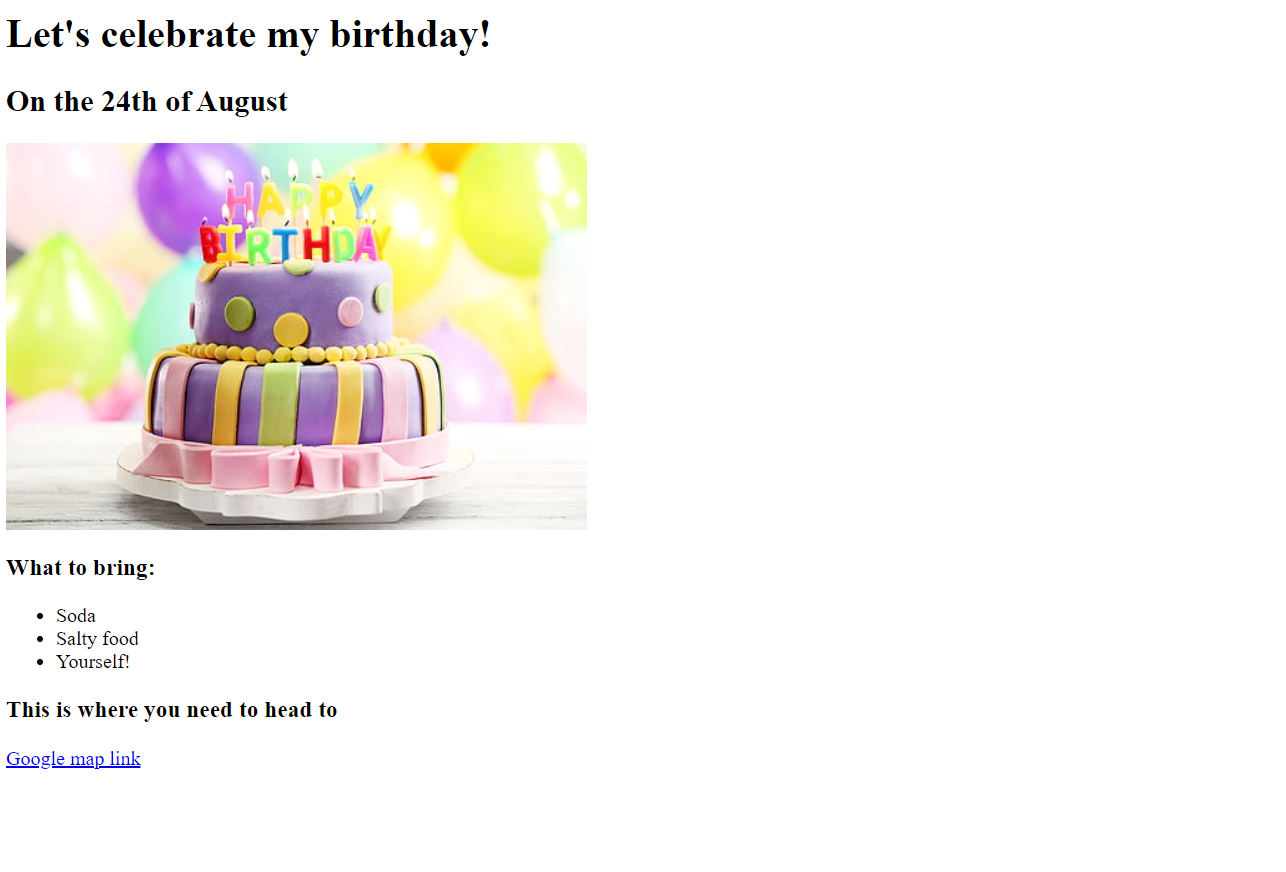 Let's celebrate my birthday!
On the 24th of August
HAPPY
BIRTHDAY
What to bring:
Soda
Salty food
Yourself!
This is where you need to head to
Google map link